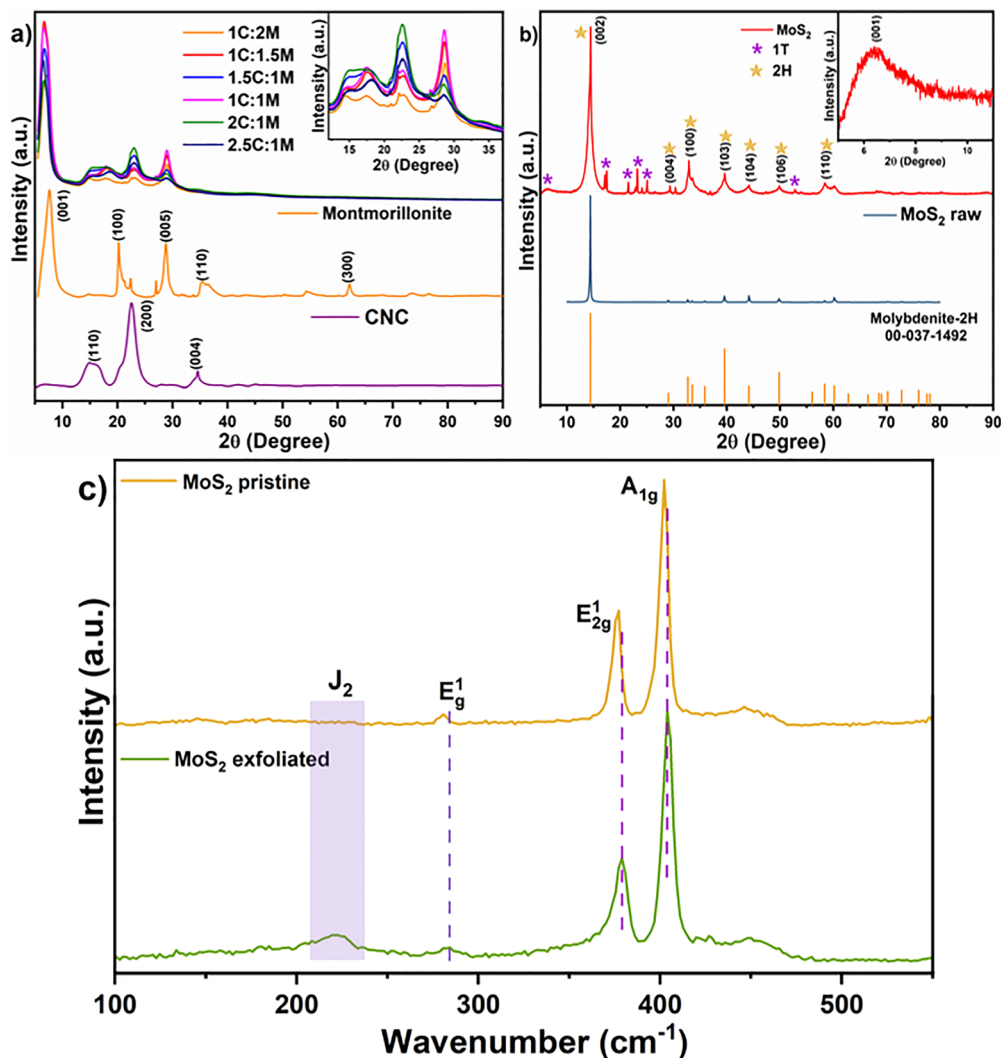 a)
Intensity (a.u.)
1C:2M
1C:1.5M
1.5C:1M
1C:1M
2C:1M
2.5C:1M
Intensity (a.u.)
15 20 25 30 35
2θ (Degree)
Montmorillonite
(001)
(100)
(005)
(110)
(300)
CNC
(110)
(200)
(004)
10 20 30 40 50 60 70 80 90
2θ (Degree)
b)
Intensity (a.u.)
(002)
MoS₂
1T
2H
Intensity (a.u.)
(001)
6 8 10
2θ (Degree)
(004)
(100)
(103)
(104)
(106)
(110)
MoS₂ raw
Molybdenite-2H
00-037-1492
10 20 30 40 50 60 70 80 90
2θ (Degree)
c)
Intensity (a.u.)
MoS₂ pristine
A₁g
E¹₂g
J₂
E¹g
MoS₂ exfoliated
100 200 300 400 500
Wavenumber (cm⁻¹)